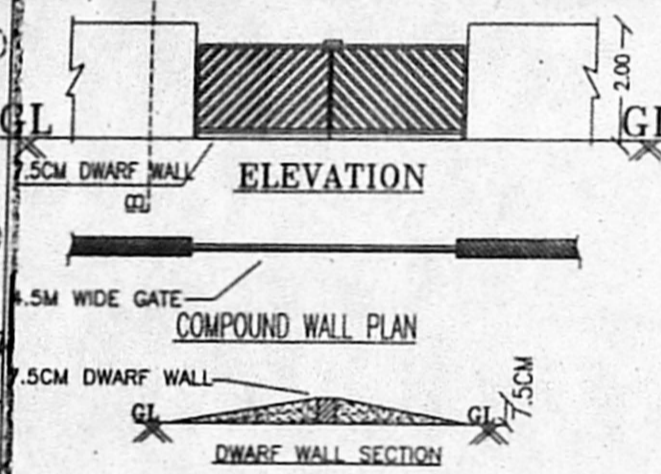 2.00
GL
GL
7.5CM DWARF WALL
ELEVATION
B
4.5M WIDE GATE
COMPOUND WALL PLAN
7.5CM DWARF WALL
7.5CM
GL
GL
DWARF WALL SECTION